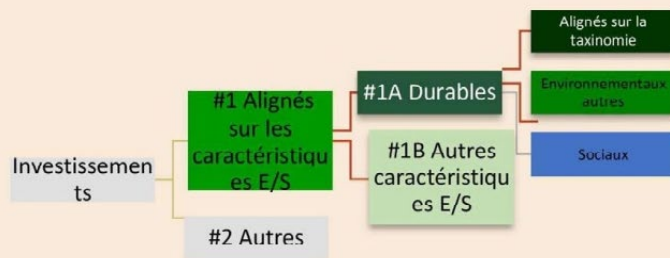 Investissemen
ts
#1 Alignés
sur les
caractéristiqu
es E/S
#2 Autres
#1A Durables
#1B Autres
caractéristiqu
es E/S
Alignés sur la
taxinomie
Environnementaux
autres
Sociaux